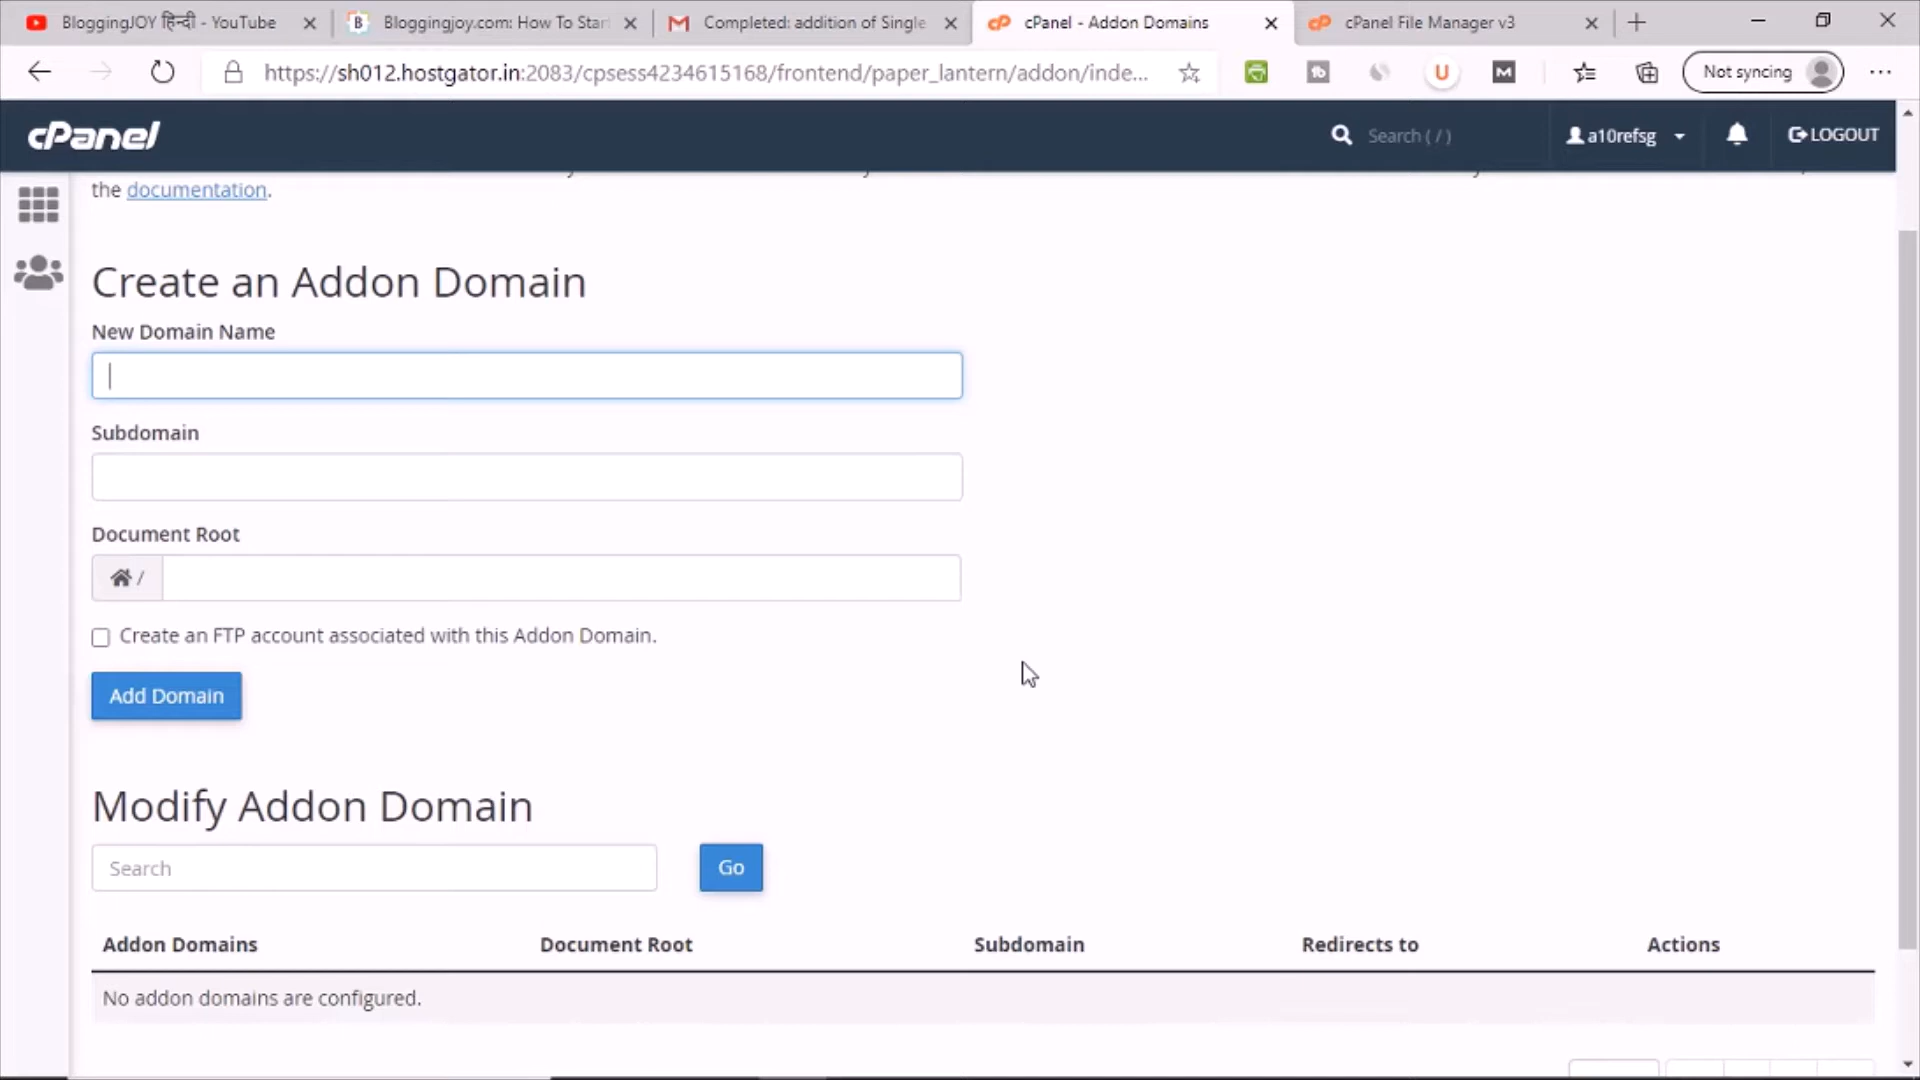 BloggingJOY हिन्दी - YouTube
Bloggingjoy.com: How To Star
Completed: addition of Single
cPanel - Addon Domains
cPanel File Manager v3
https://sh012.hostgator.in:2083/cpsess4234615168/frontend/paper_lantern/addon/inde...
Not syncing
cPanel
Search ( / )
a10refsg
LOGOUT
the documentation.
Create an Addon Domain
New Domain Name
Subdomain
Document Root
/
Create an FTP account associated with this Addon Domain.
Add Domain
Modify Addon Domain
Search
Go
Addon Domains Document Root Subdomain Redirects to Actions
No addon domains are configured.